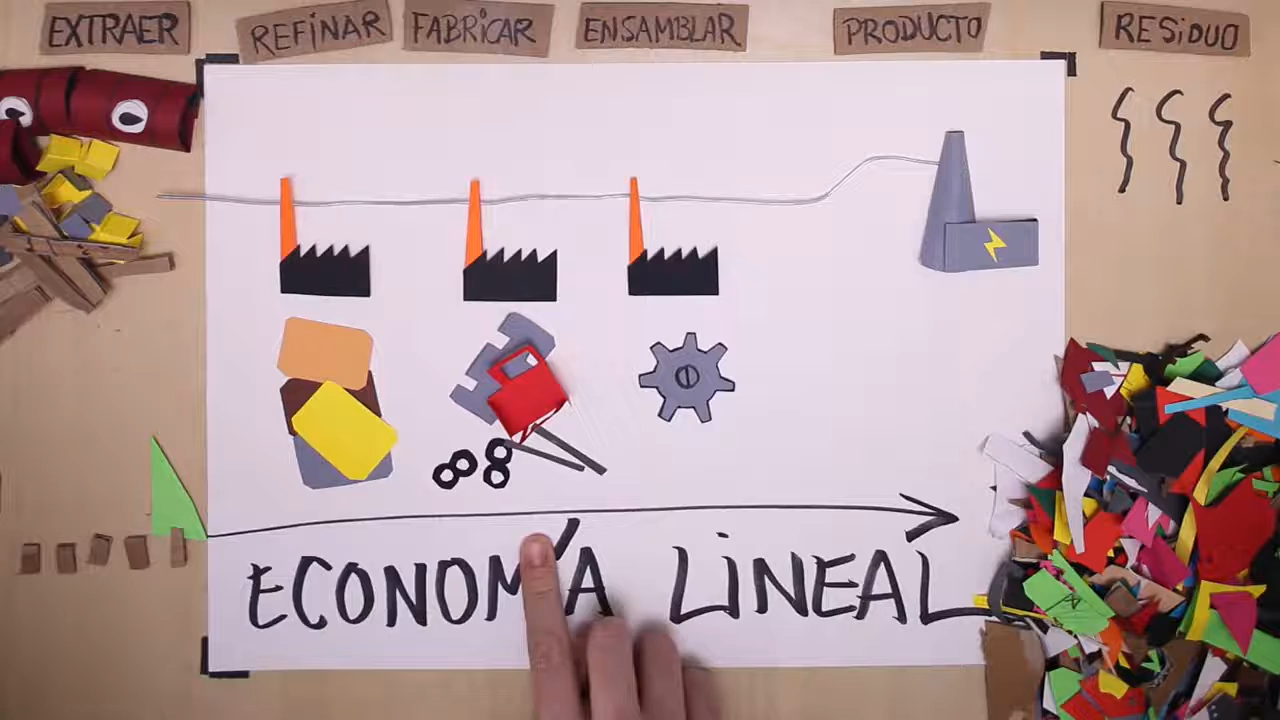 EXTRAER REFINAR FABRICAR ENSAMBLAR PRODUCTO RESIDUO
ECONOMÍA LINEAL